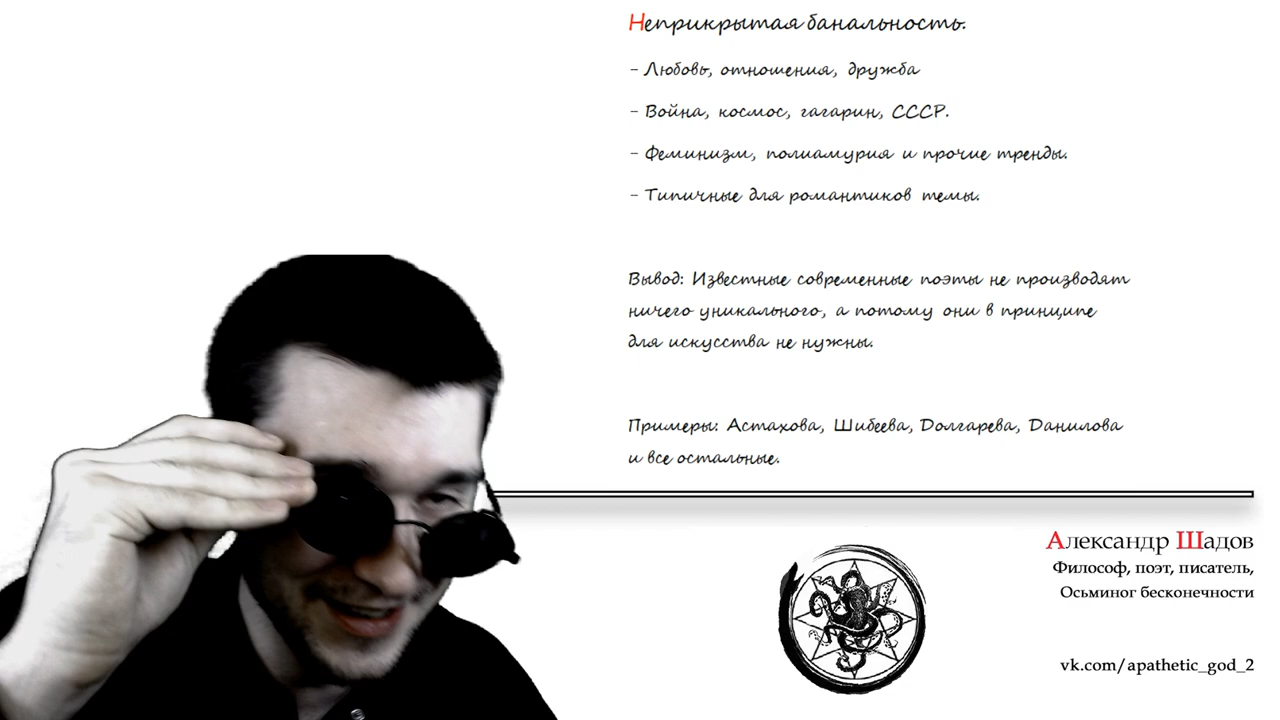 Неприкрытая банальность.
- Любовь, отношения, дружба
- Война, космос, гагарин, СССР.
- Феминизм, полиамурия и прочие тренды.
- Типичные для романтиков темы.
Вывод: Известные современные поэты не производят
ничего уникального, а потому они в принципе
для искусства не нужны.
Примеры: Астахова, Шибеева, Долгарева, Данилова
и все остальные.
Александр Шадов
Философ, поэт, писатель,
Осьминог бесконечности
vk.com/apathetic_god_2